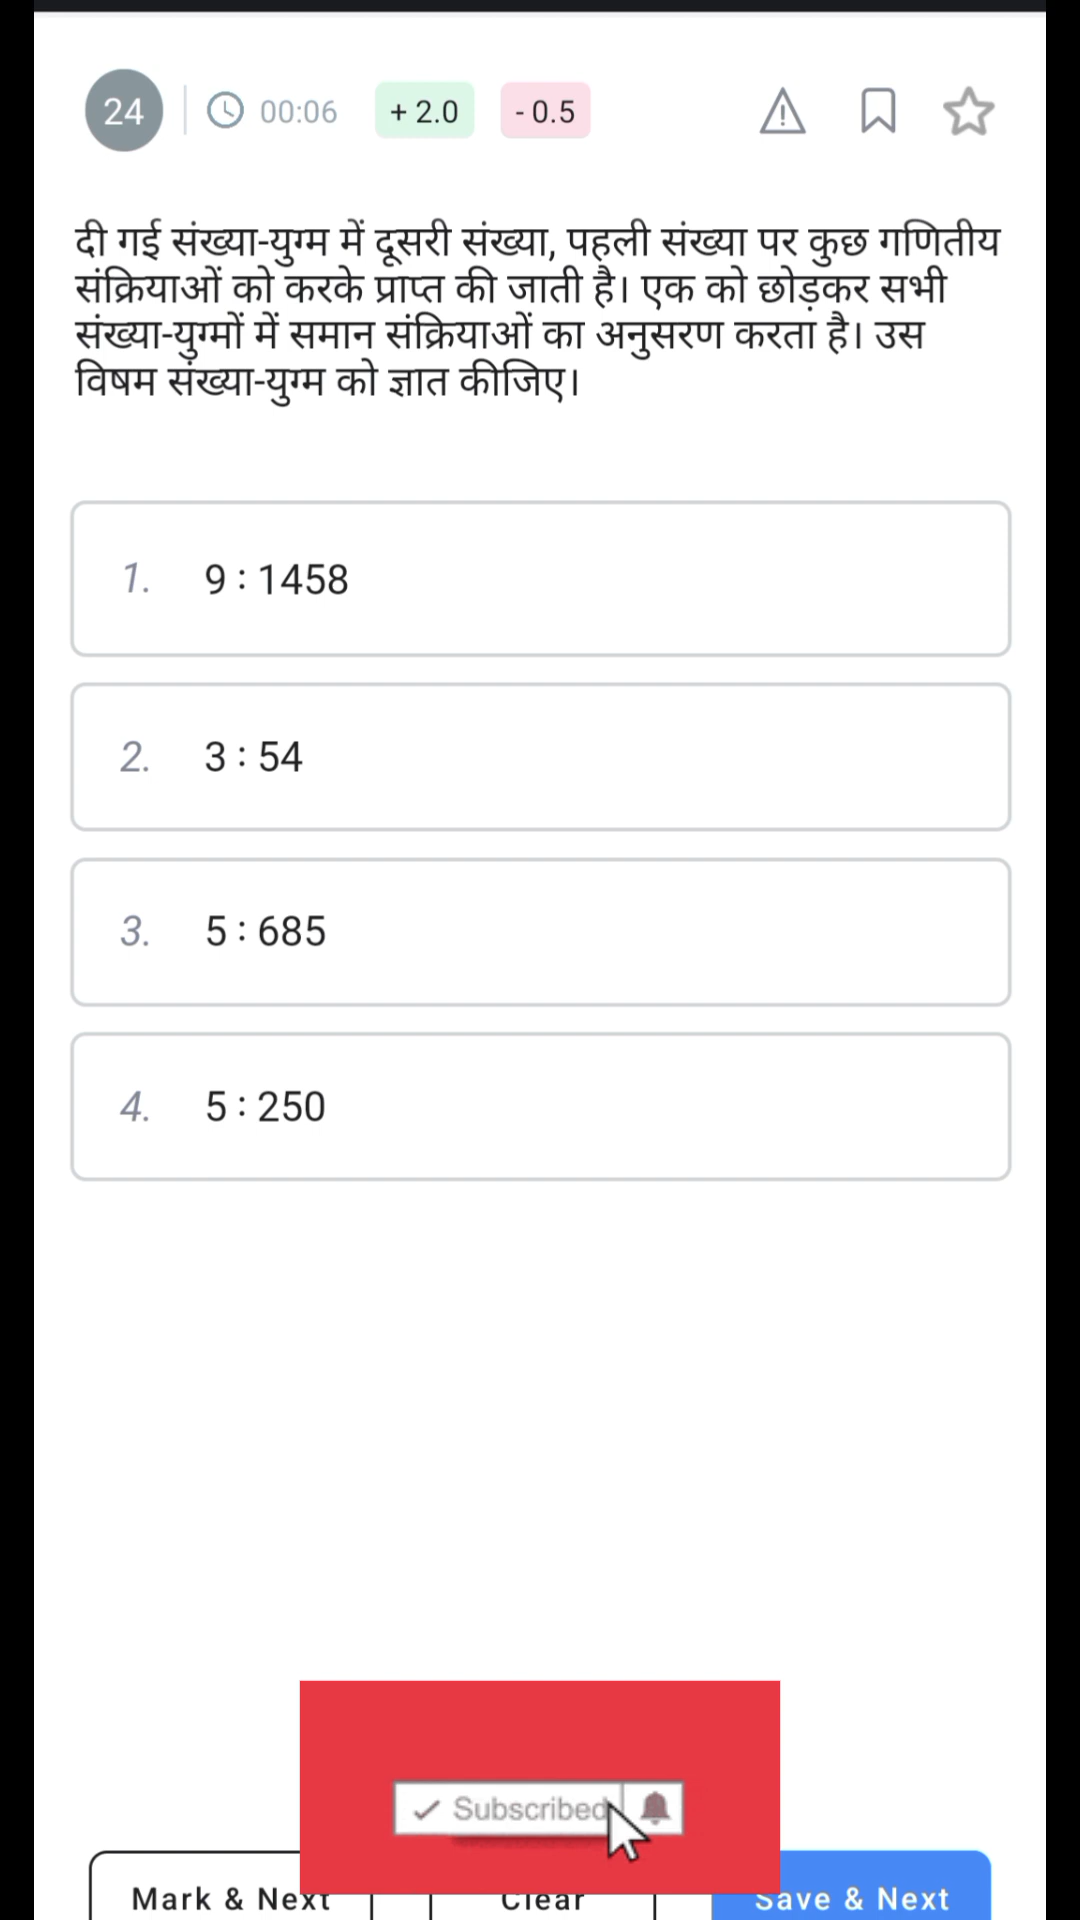 24 00:06 + 2.0 - 0.5
दी गई संख्या-युग्म में दूसरी संख्या, पहली संख्या पर कुछ गणितीय
संक्रियाओं को करके प्राप्त की जाती है। एक को छोड़कर सभी
संख्या-युग्मों में समान संक्रियाओं का अनुसरण करता है। उस
विषम संख्या-युग्म को ज्ञात कीजिए।
1. 9 : 1458
2. 3 : 54
3. 5 : 685
4. 5 : 250
Subscribed
Mark & Next Clear Save & Next